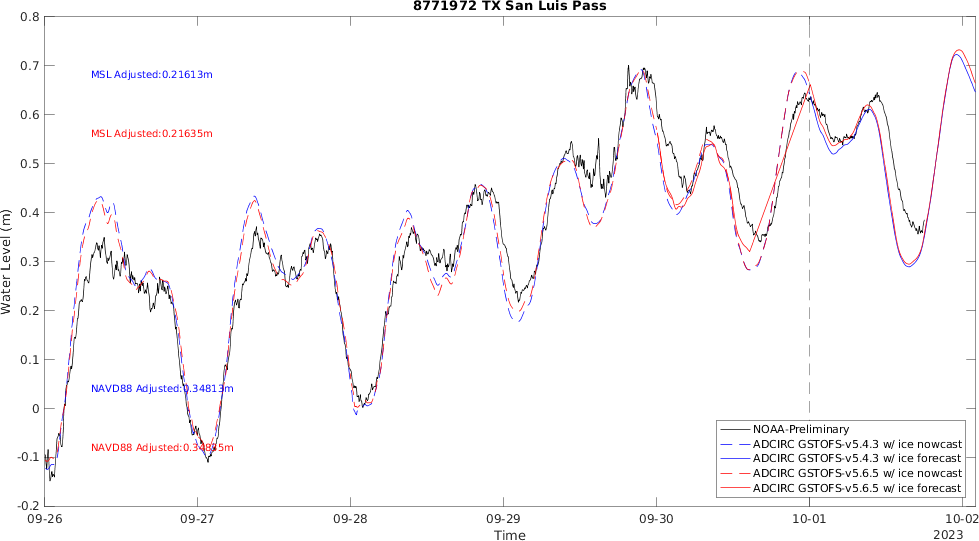 8771972 TX San Luis Pass
MSL Adjusted:0.21613m
MSL Adjusted:0.21635m
NAVD88 Adjusted:0.34813m
NAVD88 Adjusted:0.34835m
Water Level (m)
0.8
0.7
0.6
0.5
0.4
0.3
0.2
0.1
0
-0.1
-0.2
09-26
09-27
09-28
09-29
09-30
10-01
10-02
2023
Time
NOAA-Preliminary
ADCIRC GSTOFS-v5.4.3 w/ ice nowcast
ADCIRC GSTOFS-v5.4.3 w/ ice forecast
ADCIRC GSTOFS-v5.6.5 w/ ice nowcast
ADCIRC GSTOFS-v5.6.5 w/ ice forecast